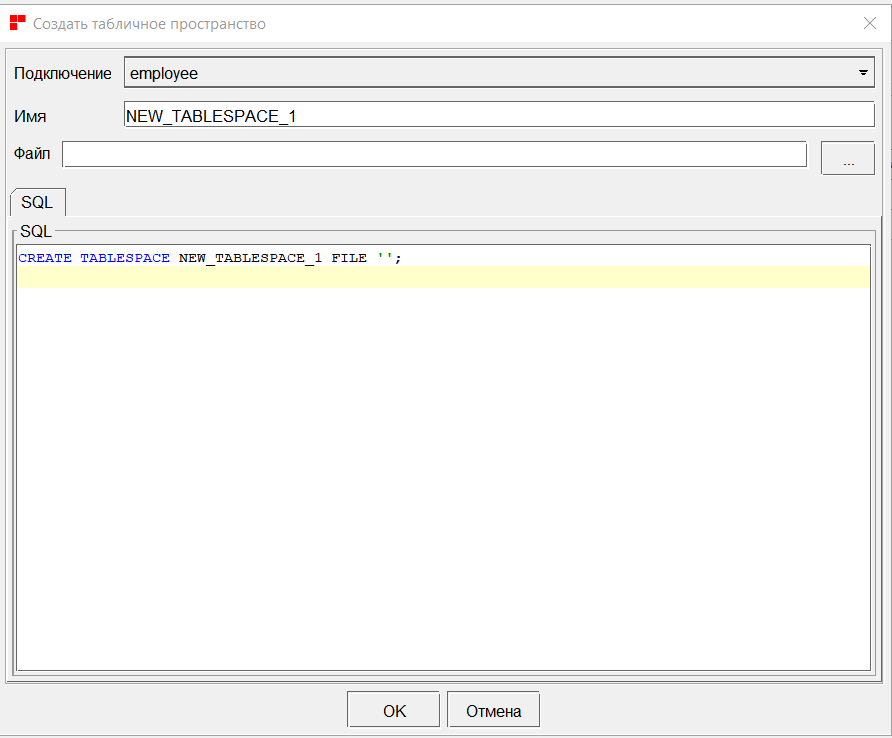 Создать табличное пространство
Подключение employee
Имя NEW_TABLESPACE_1
Файл ...
SQL
SQL
CREATE TABLESPACE NEW_TABLESPACE_1 FILE '';
OK Отмена